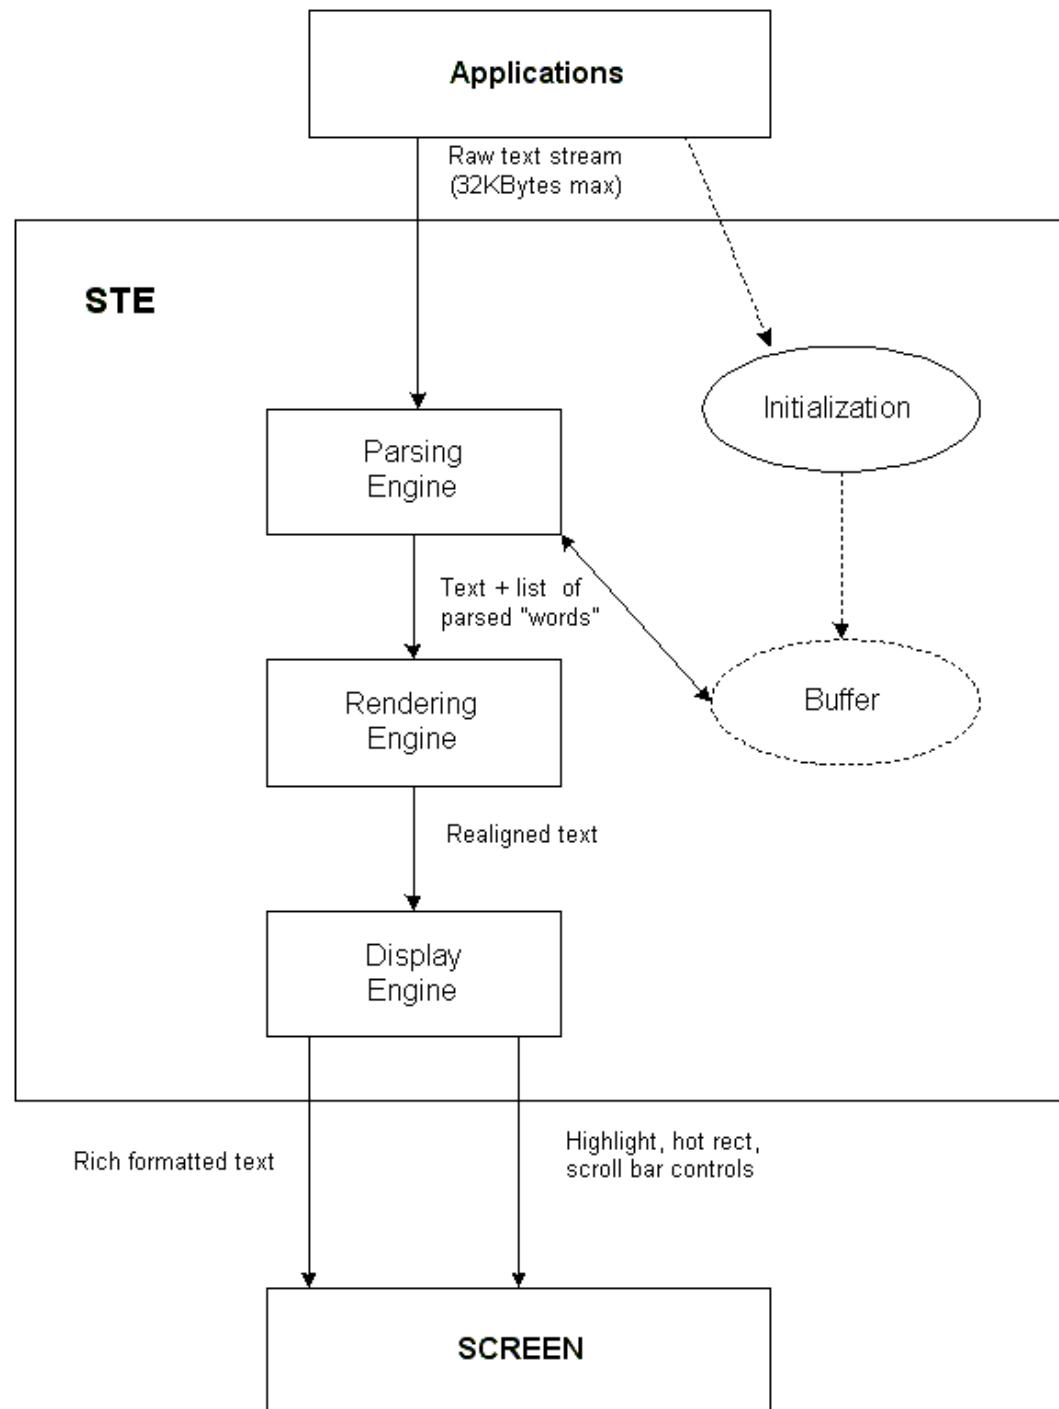 Applications
Raw text stream
(32KBytes max)
STE
Initialization
Parsing
Engine
Text + list of
parsed "words"
Buffer
Rendering
Engine
Realigned text
Display
Engine
Rich formatted text
Highlight, hot rect,
scroll bar controls
SCREEN